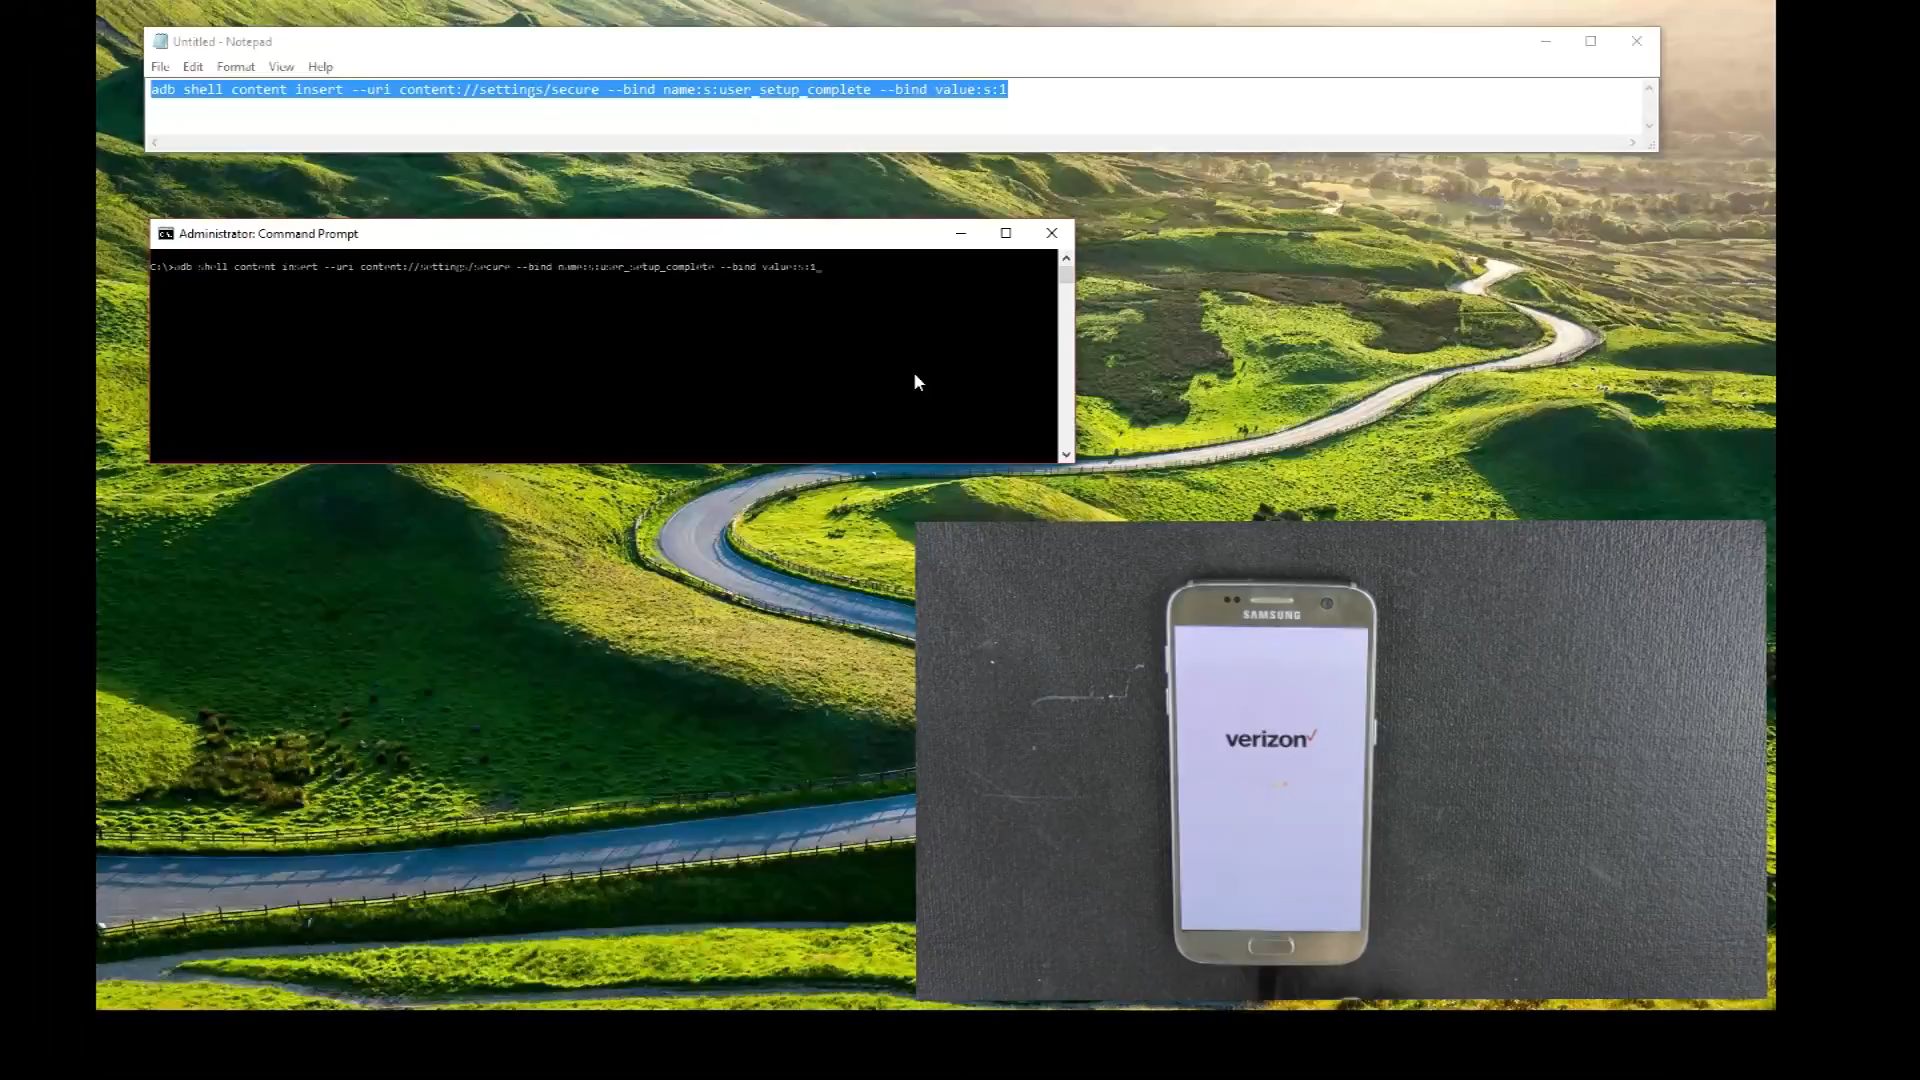 Untitled - Notepad
File Edit Format View Help
adb shell content insert --uri content://settings/secure --bind name:s:user_setup_complete --bind value:s:1
Administrator: Command Prompt
C:\>adb shell content insert --uri content://settings/secure --bind name:s:user_setup_complete --bind value:s:1_
SAMSUNG
verizon